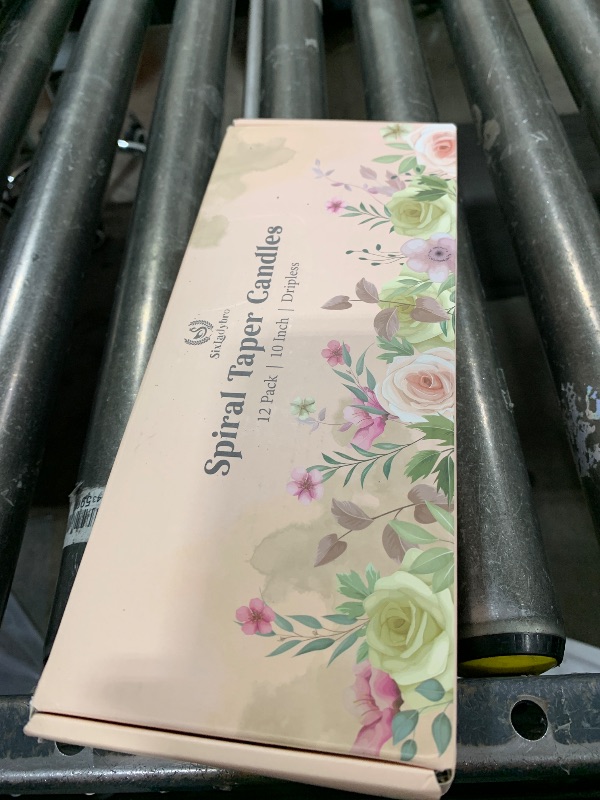 Sixladybro
Spiral Taper Candles
12 Pack | 10 Inch | Dripless